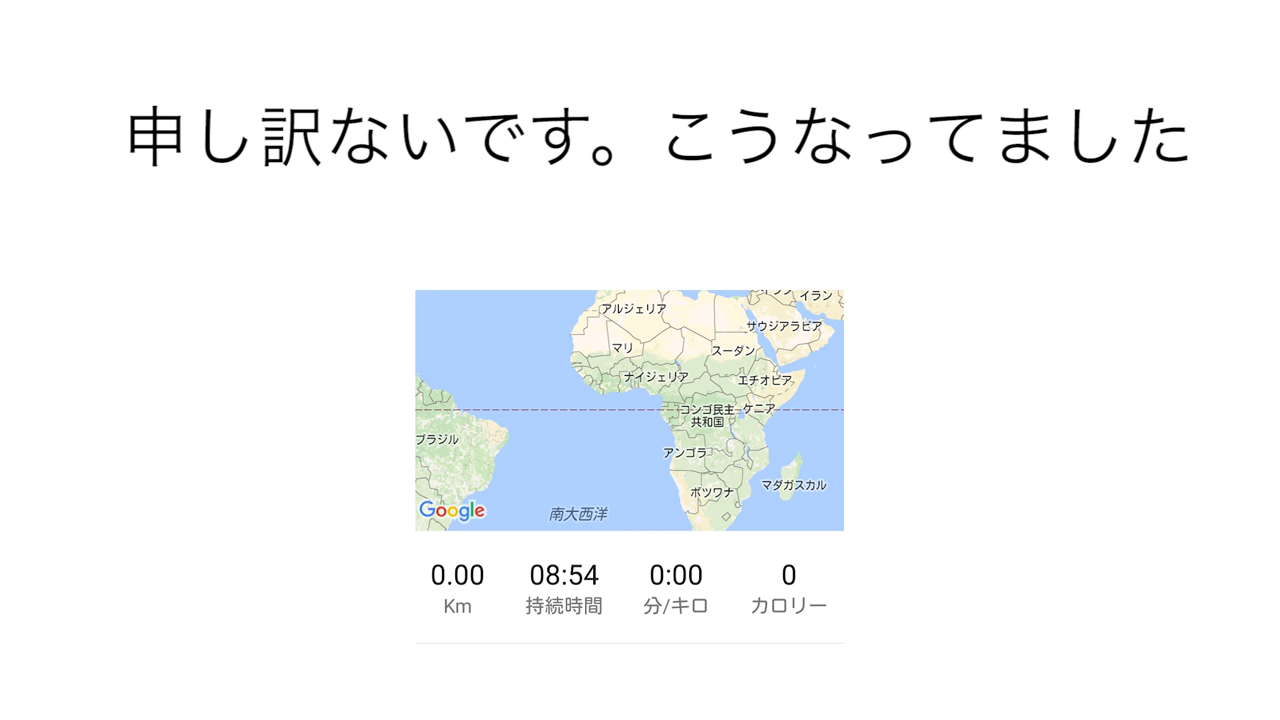 申し訳ないです。こうなってました
イラン
アルジェリア
サウジアラビア
マリ
スーダン
ナイジェリア
エチオピア
コンゴ民主
共和国
ケニア
ブラジル
アンゴラ
ボツワナ
マダガスカル
Google
南大西洋
0.00 08:54 0:00 0
Km 持続時間 分/キロ カロリー